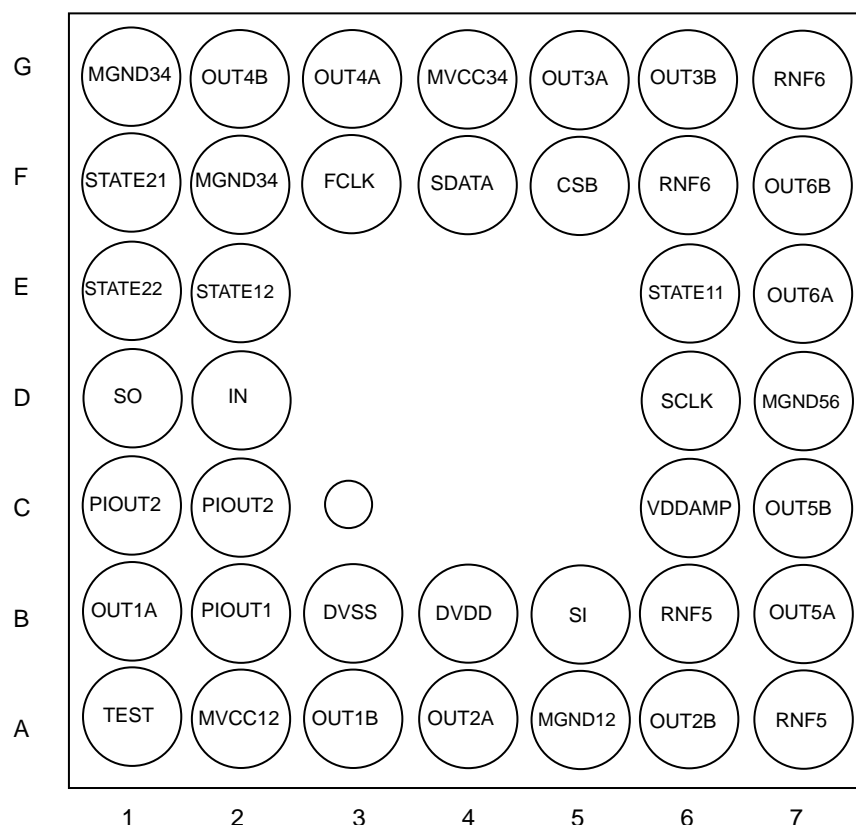 G MGND34 OUT4B OUT4A MVCC34 OUT3A OUT3B RNF6
F STATE21 MGND34 FCLK SDATA CSB RNF6 OUT6B
E STATE22 STATE12 STATE11 OUT6A
D SO IN SCLK MGND56
C PIOUT2 PIOUT2 VDDAMP OUT5B
B OUT1A PIOUT1 DVSS DVDD SI RNF5 OUT5A
A TEST MVCC12 OUT1B OUT2A MGND12 OUT2B RNF5
1 2 3 4 5 6 7